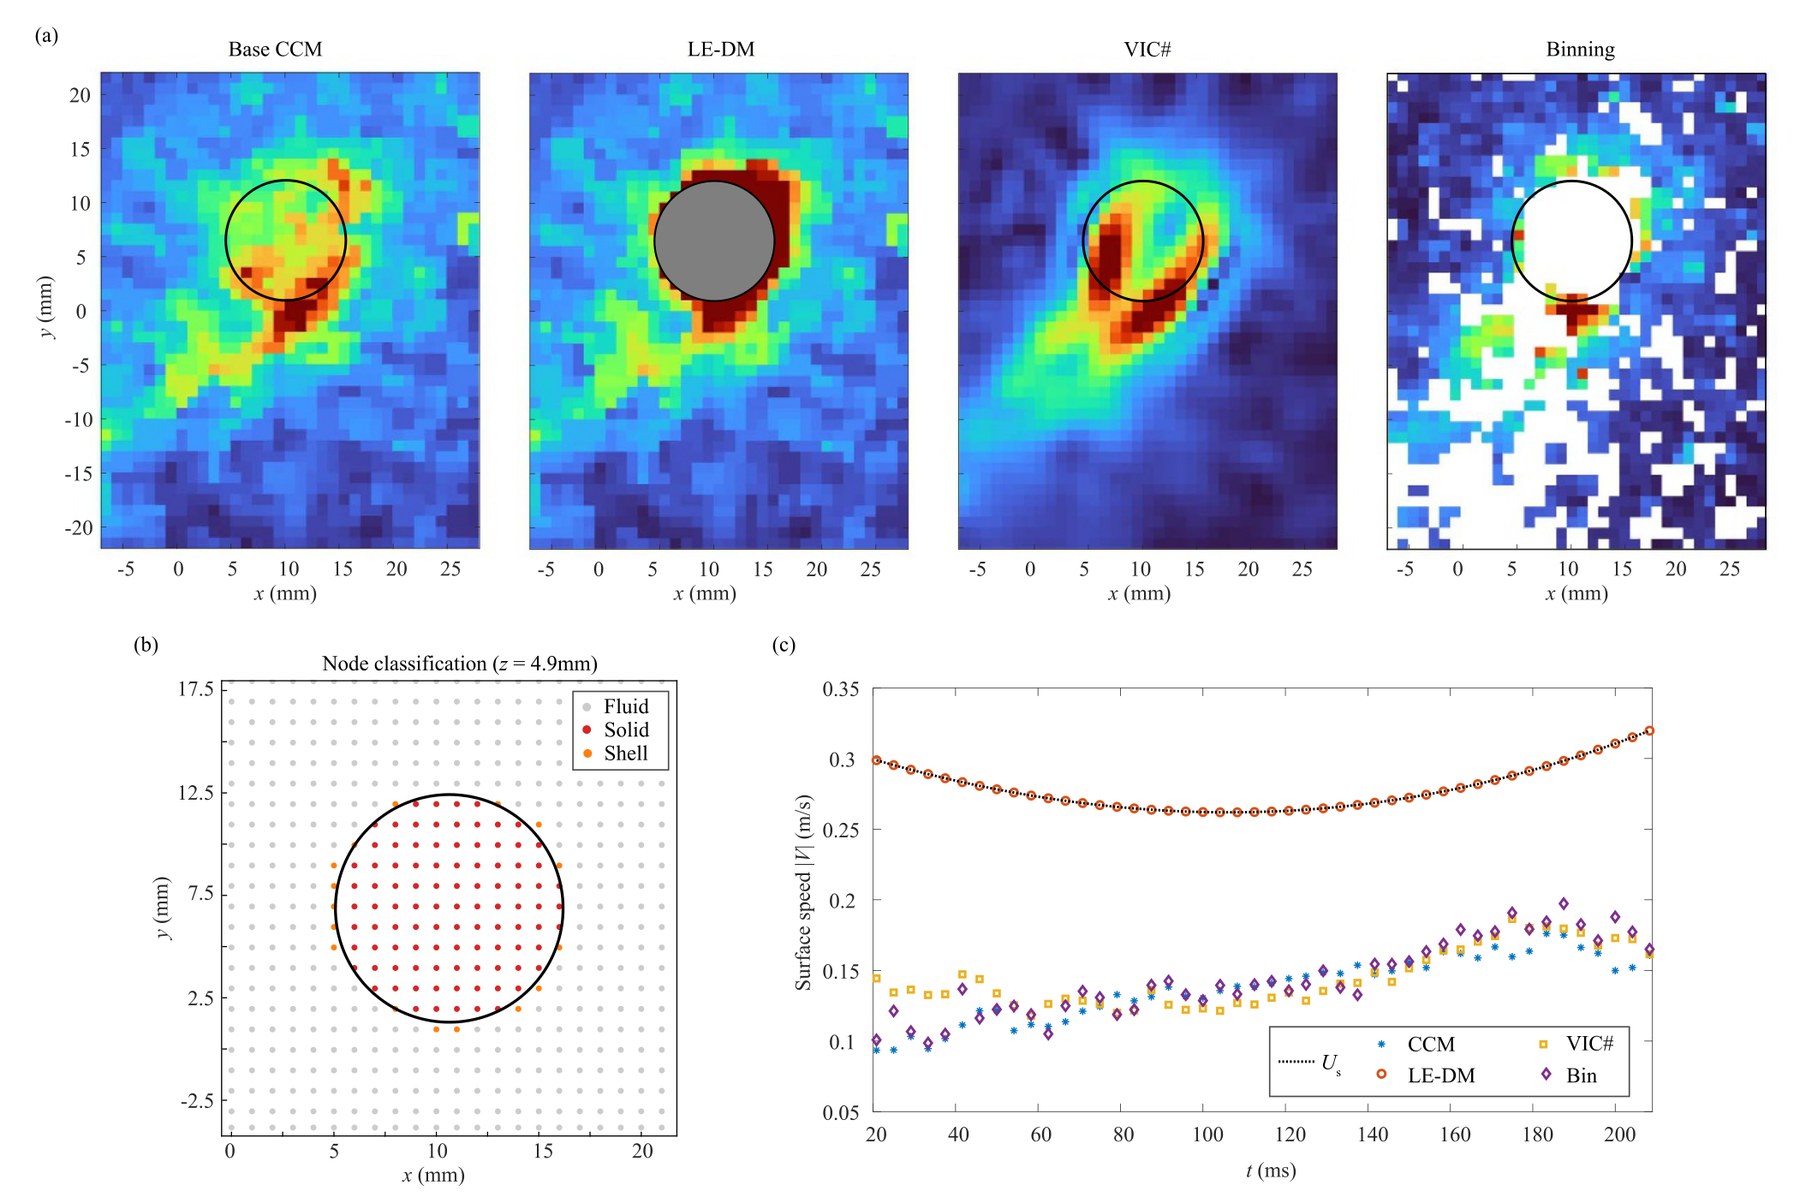 (a)
Base CCM
LE-DM
VIC#
Binning
20
15
10
5
0
-5
-10
-15
-20
y (mm)
-5 0 5 10 15 20 25
-5 0 5 10 15 20 25
-5 0 5 10 15 20 25
-5 0 5 10 15 20 25
x (mm)
x (mm)
x (mm)
x (mm)
(b)
Node classification (z = 4.9mm)
17.5
12.5
7.5
2.5
-2.5
y (mm)
Fluid
Solid
Shell
0 5 10 15 20
x (mm)
(c)
0.35
0.3
0.25
0.2
0.15
0.1
0.05
Surface speed |V| (m/s)
Us
CCM
LE-DM
VIC#
Bin
20 40 60 80 100 120 140 160 180 200
t (ms)